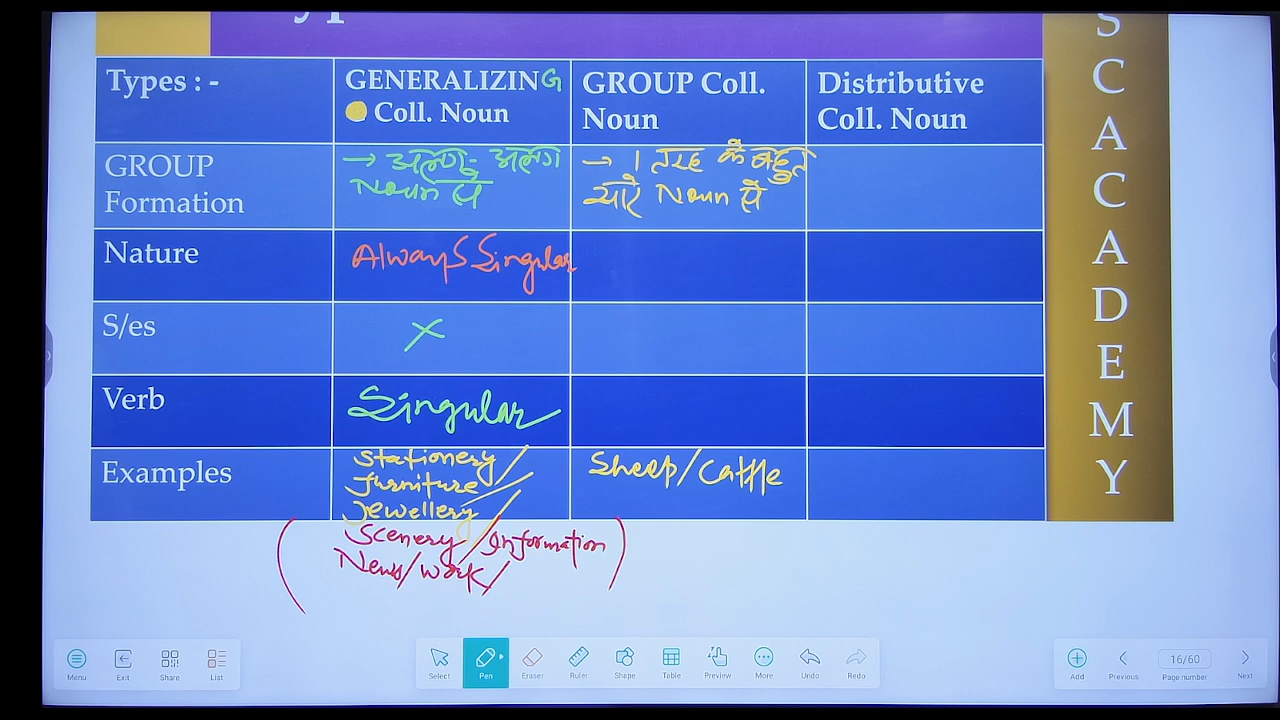 Types : -
GENERALIZING
Coll. Noun
GROUP Coll.
Noun
Distributive
Coll. Noun
GROUP
Formation
→ अलग-अलग
Noun से
→ 1 तरह के बहुत
सारे Noun से
Nature
Always Singular
S/es
×
Verb
Singular
Examples
Stationery/
furniture/
Jewellery/
Scenery/Information
News/work/
Sheep/Cattle
S
C
A
C
A
D
E
M
Y
Menu
Exit
Share
List
Select
Pen
Eraser
Ruler
Shape
Table
Preview
More
Undo
Redo
Add
Previous
16/60
Page number
Next